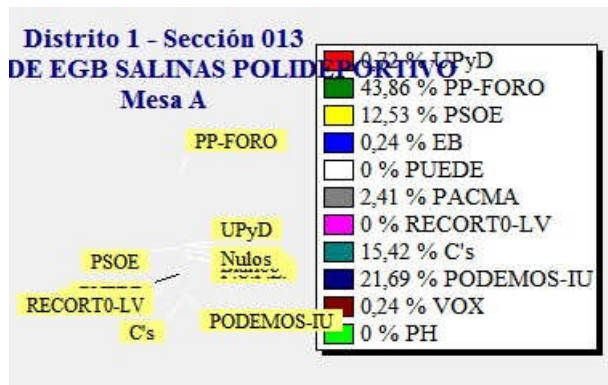 Distrito 1 - Sección 013
DE EGB SALINAS POLIDEPORTIVO
Mesa A
0,72 % UPyD
43,86 % PP-FORO
12,53 % PSOE
0,24 % EB
0 % PUEDE
2,41 % PACMA
0 % RECORT0-LV
15,42 % C's
21,69 % PODEMOS-IU
0,24 % VOX
0 % PH
PP-FORO
UPyD
PSOE
Nulos
RECORT0-LV
PODEMOS-IU
C's